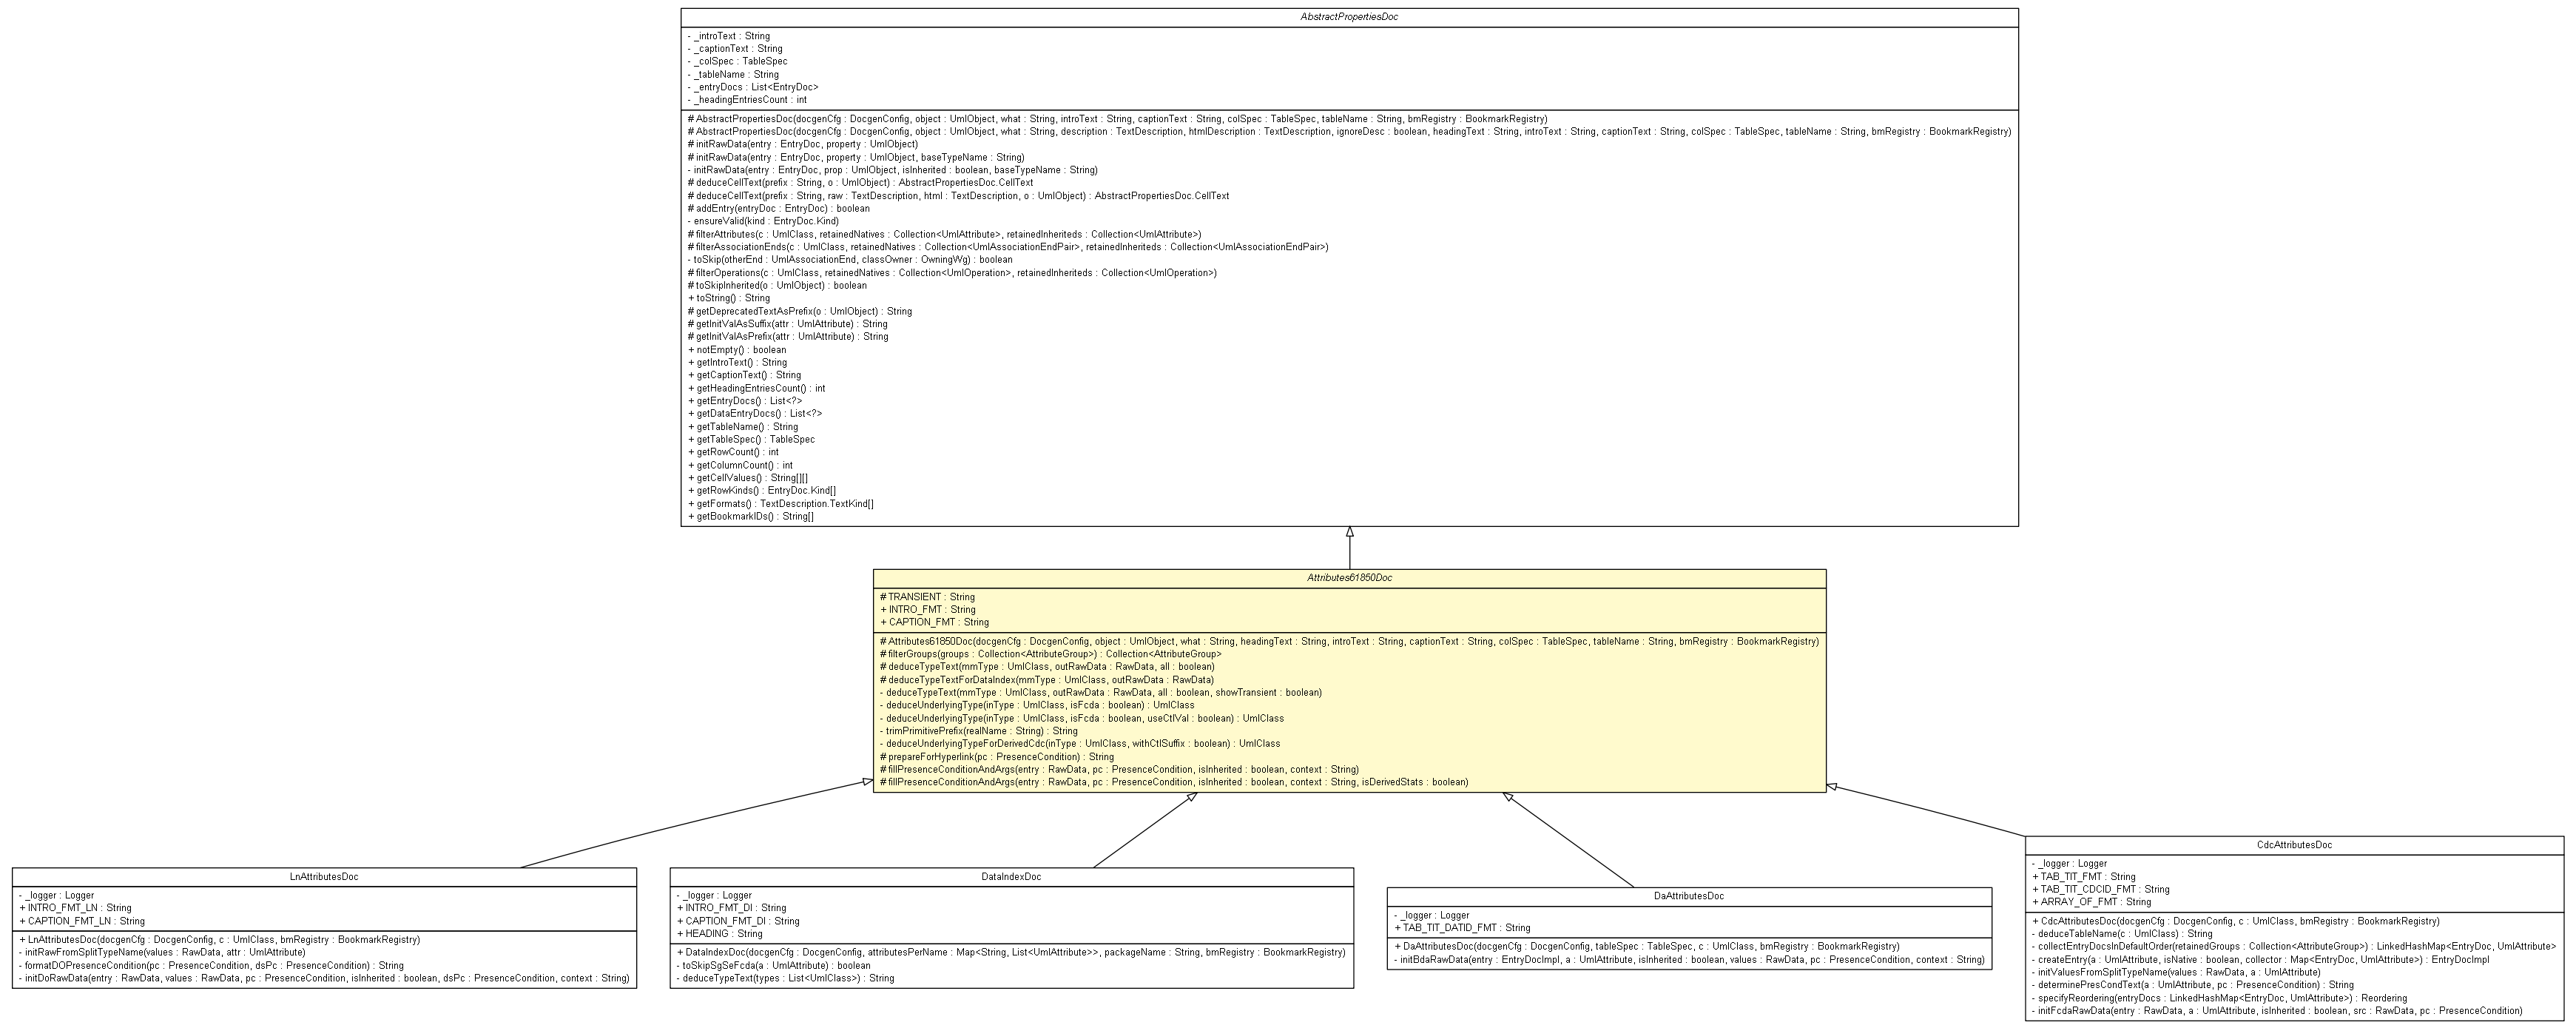 AbstractPropertiesDoc
- _introText : String
- _captionText : String
- _colSpec : TableSpec
- _tableName : String
- _entryDocs : List<EntryDoc>
- _headingEntriesCount : int
# AbstractPropertiesDoc(docgenCfg : DocgenConfig, object : UmlObject, what : String, introText : String, captionText : String, colSpec : TableSpec, tableName : String, bmRegistry : BookmarkRegistry)
# AbstractPropertiesDoc(docgenCfg : DocgenConfig, object : UmlObject, what : String, description : TextDescription, htmlDescription : TextDescription, ignoreDesc : boolean, headingText : String, introText : String, captionText : String, colSpec : TableSpec, tableName : String, bmRegistry : BookmarkRegistry)
# initRawData(entry : EntryDoc, property : UmlObject)
# initRawData(entry : EntryDoc, property : UmlObject, baseTypeName : String)
- initRawData(entry : EntryDoc, prop : UmlObject, isInherited : boolean, baseTypeName : String)
# deduceCellText(prefix : String, o : UmlObject) : AbstractPropertiesDoc.CellText
# deduceCellText(prefix : String, raw : TextDescription, html : TextDescription, o : UmlObject) : AbstractPropertiesDoc.CellText
# addEntry(entryDoc : EntryDoc) : boolean
- ensureValid(kind : EntryDoc.Kind)
# filterAttributes(c : UmlClass, retainedNatives : Collection<UmlAttribute>, retainedInheriteds : Collection<UmlAttribute>)
# filterAssociationEnds(c : UmlClass, retainedNatives : Collection<UmlAssociationEndPair>, retainedInheriteds : Collection<UmlAssociationEndPair>)
- toSkip(otherEnd : UmlAssociationEnd, classOwner : OwningWg) : boolean
# filterOperations(c : UmlClass, retainedNatives : Collection<UmlOperation>, retainedInheriteds : Collection<UmlOperation>)
# toSkipInherited(o : UmlObject) : boolean
+ toString() : String
# getDeprecatedTextAsPrefix(o : UmlObject) : String
# getInitValAsSuffix(attr : UmlAttribute) : String
# getInitValAsPrefix(attr : UmlAttribute) : String
+ notEmpty() : boolean
+ getIntroText() : String
+ getCaptionText() : String
+ getHeadingEntriesCount() : int
+ getEntryDocs() : List<?>
+ getDataEntryDocs() : List<?>
+ getTableName() : String
+ getTableSpec() : TableSpec
+ getRowCount() : int
+ getColumnCount() : int
+ getCellValues() : String[][]
+ getRowKinds() : EntryDoc.Kind[]
+ getFormats() : TextDescription.TextKind[]
+ getBookmarkIDs() : String[]
Attributes61850Doc
# TRANSIENT : String
+ INTRO_FMT : String
+ CAPTION_FMT : String
# Attributes61850Doc(docgenCfg : DocgenConfig, object : UmlObject, what : String, headingText : String, introText : String, captionText : String, colSpec : TableSpec, tableName : String, bmRegistry : BookmarkRegistry)
# filterGroups(groups : Collection<AttributeGroup>) : Collection<AttributeGroup>
# deduceTypeText(mmType : UmlClass, outRawData : RawData, all : boolean)
# deduceTypeTextForDataIndex(mmType : UmlClass, outRawData : RawData)
- deduceTypeText(mmType : UmlClass, outRawData : RawData, all : boolean, showTransient : boolean)
- deduceUnderlyingType(inType : UmlClass, isFcda : boolean) : UmlClass
- deduceUnderlyingType(inType : UmlClass, isFcda : boolean, useCtlVal : boolean) : UmlClass
- trimPrimitivePrefix(realName : String) : String
- deduceUnderlyingTypeForDerivedCdc(inType : UmlClass, withCtlSuffix : boolean) : UmlClass
# prepareForHyperlink(pc : PresenceCondition) : String
# fillPresenceConditionAndArgs(entry : RawData, pc : PresenceCondition, isInherited : boolean, context : String)
# fillPresenceConditionAndArgs(entry : RawData, pc : PresenceCondition, isInherited : boolean, context : String, isDerivedStats : boolean)
LnAttributesDoc
- _logger : Logger
+ INTRO_FMT_LN : String
+ CAPTION_FMT_LN : String
+ LnAttributesDoc(docgenCfg : DocgenConfig, c : UmlClass, bmRegistry : BookmarkRegistry)
- initRawFromSplitTypeName(values : RawData, attr : UmlAttribute)
- formatDOPresenceCondition(pc : PresenceCondition, dsPc : PresenceCondition) : String
- initDoRawData(entry : RawData, values : RawData, pc : PresenceCondition, isInherited : boolean, dsPc : PresenceCondition, context : String)
DataIndexDoc
- _logger : Logger
+ INTRO_FMT_DI : String
+ CAPTION_FMT_DI : String
+ HEADING : String
+ DataIndexDoc(docgenCfg : DocgenConfig, attributesPerName : Map<String, List<UmlAttribute>>, packageName : String, bmRegistry : BookmarkRegistry)
- toSkipSgSeFcda(a : UmlAttribute) : boolean
- deduceTypeText(types : List<UmlClass>) : String
DaAttributesDoc
- _logger : Logger
+ TAB_TIT_DATID_FMT : String
+ DaAttributesDoc(docgenCfg : DocgenConfig, tableSpec : TableSpec, c : UmlClass, bmRegistry : BookmarkRegistry)
- initBdaRawData(entry : EntryDocImpl, a : UmlAttribute, isInherited : boolean, values : RawData, pc : PresenceCondition, context : String)
CdcAttributesDoc
- _logger : Logger
+ TAB_TIT_FMT : String
+ TAB_TIT_CDCID_FMT : String
+ ARRAY_OF_FMT : String
+ CdcAttributesDoc(docgenCfg : DocgenConfig, c : UmlClass, bmRegistry : BookmarkRegistry)
- deduceTableName(c : UmlClass) : String
- collectEntryDocsInDefaultOrder(retainedGroups : Collection<AttributeGroup>) : LinkedHashMap<EntryDoc, UmlAttribute>
- createEntry(a : UmlAttribute, isNative : boolean, collector : Map<EntryDoc, UmlAttribute>) : EntryDocImpl
- initValuesFromSplitTypeName(values : RawData, a : UmlAttribute)
- determinePresCondText(a : UmlAttribute, pc : PresenceCondition) : String
- specifyReordering(entryDocs : LinkedHashMap<EntryDoc, UmlAttribute>) : Reordering
- initFcdaRawData(entry : RawData, a : UmlAttribute, isInherited : boolean, src : RawData, pc : PresenceCondition)